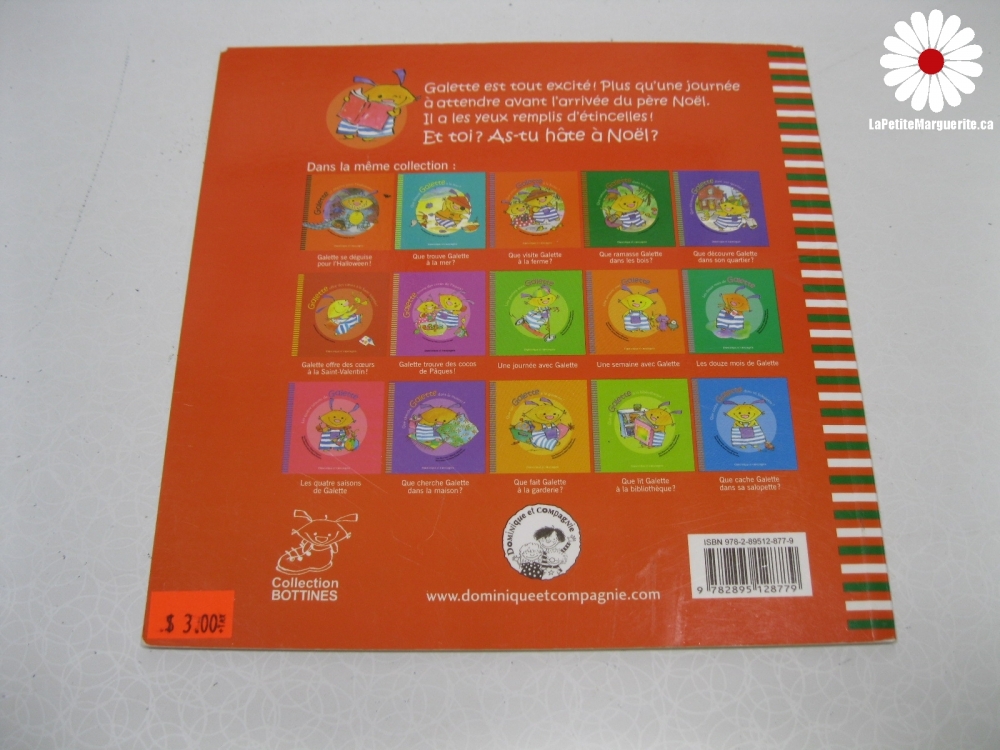 LaPetiteMarguerite.ca
Galette est tout excité! Plus qu'une journée
à attendre avant l'arrivée du père Noël.
Il a les yeux remplis d'étincelles!
Et toi? As-tu hâte à Noël?
Dans la même collection :
Galette se déguise
pour l'Halloween!
Que trouve Galette
à la mer?
Que visite Galette
à la ferme?
Que ramasse Galette
dans les bois?
Que découvre Galette
dans son quartier?
Galette offre des cœurs
à la Saint-Valentin!
Galette trouve des cocos
de Pâques!
Une journée avec Galette
Une semaine avec Galette
Les douze mois de Galette
Les quatre saisons
de Galette
Que cherche Galette
dans la maison?
Que fait Galette
à la garderie?
Que lit Galette
à la bibliothèque?
Que cache Galette
dans sa salopette?
Collection
BOTTINES
Dominique et compagnie
www.dominiqueetcompagnie.com
ISBN 978-2-89512-877-9
9 782895 128779
$ 3.00